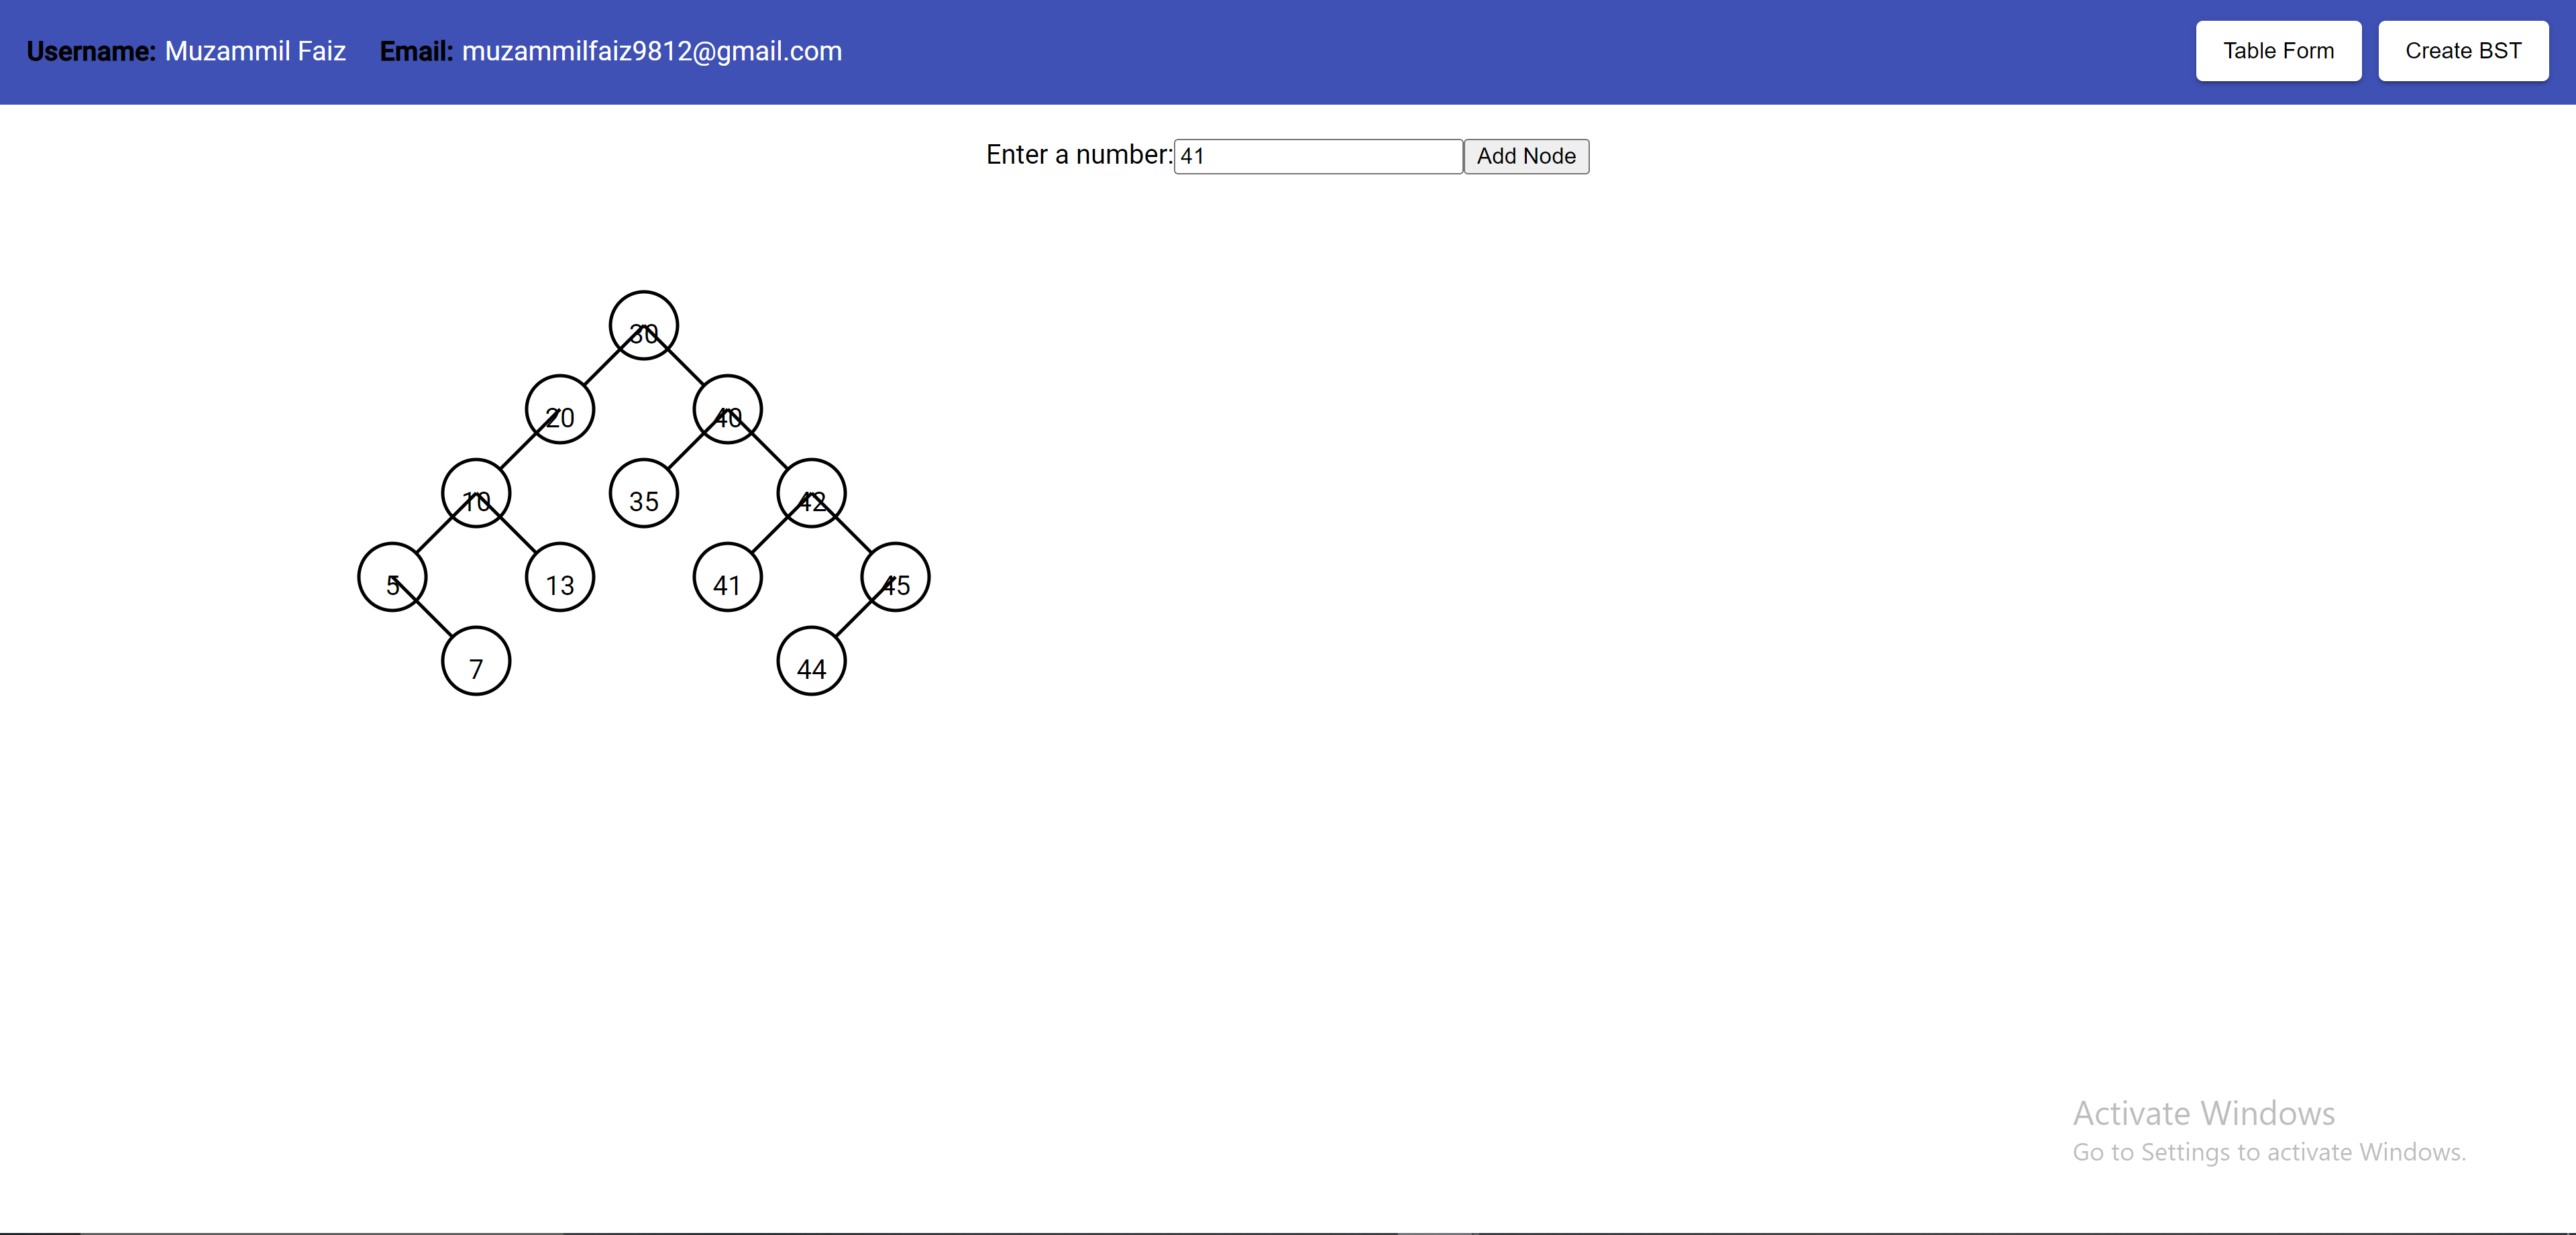 Username: Muzammil Faiz Email: muzammilfaiz9812@gmail.com Table Form Create BST
Enter a number: 41 Add Node
30
20 40
10 35 42
5 13 41 45
7 44
Activate Windows
Go to Settings to activate Windows.